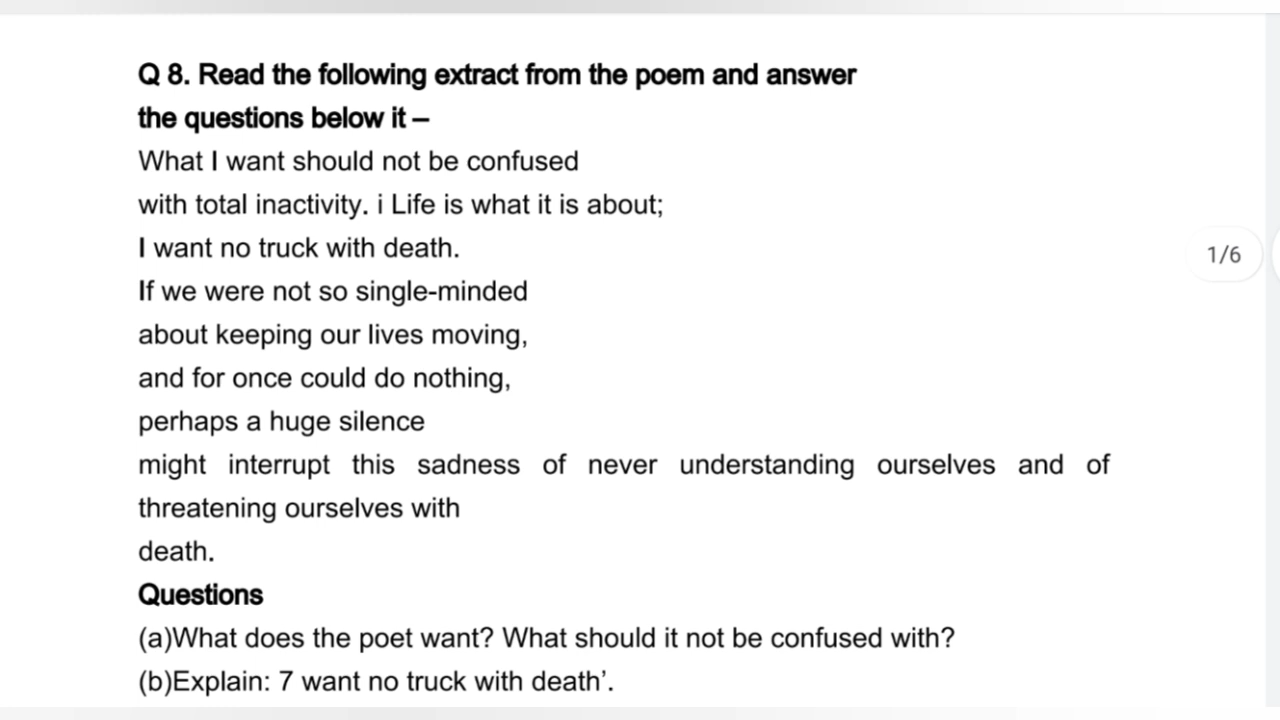 Q 8. Read the following extract from the poem and answer
the questions below it –
What I want should not be confused
with total inactivity. i Life is what it is about;
I want no truck with death.
If we were not so single-minded
about keeping our lives moving,
and for once could do nothing,
perhaps a huge silence
might interrupt this sadness of never understanding ourselves and of
threatening ourselves with
death.
Questions
(a)What does the poet want? What should it not be confused with?
(b)Explain: 7 want no truck with death’.
1/6